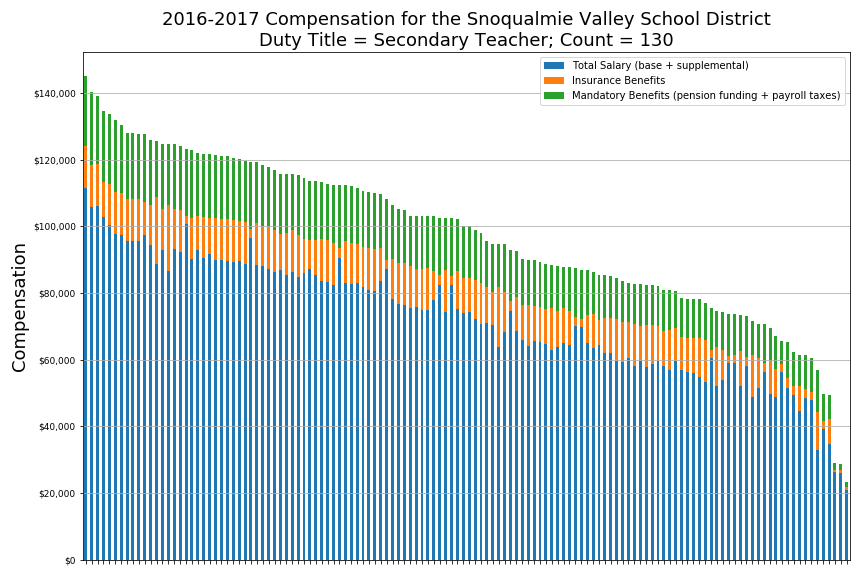 2016-2017 Compensation for the Snoqualmie Valley School District
Duty Title = Secondary Teacher; Count = 130
Total Salary (base + supplemental)
Insurance Benefits
Mandatory Benefits (pension funding + payroll taxes)
$140,000
$120,000
$100,000
$80,000
$60,000
$40,000
$20,000
$0
Compensation